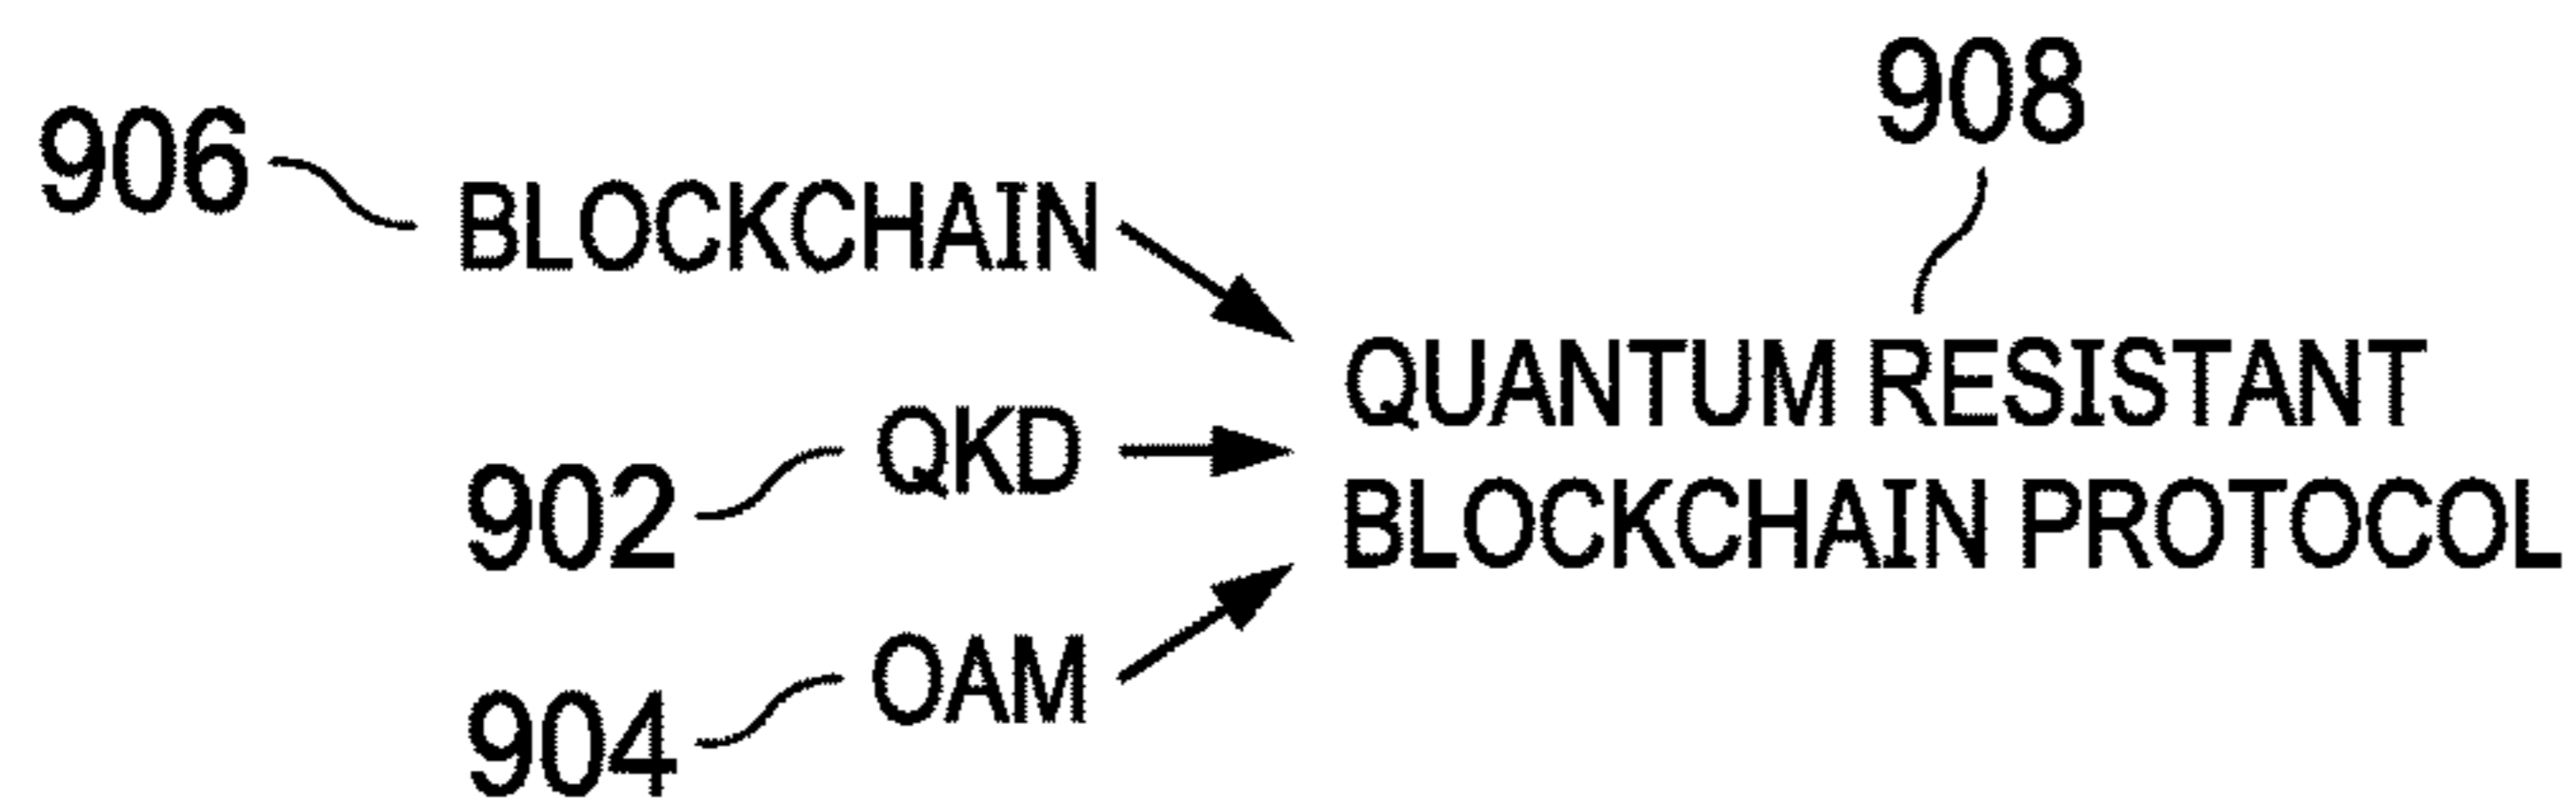 908
906 BLOCKCHAIN
QUANTUM RESISTANT
902 QKD
BLOCKCHAIN PROTOCOL
904 OAM